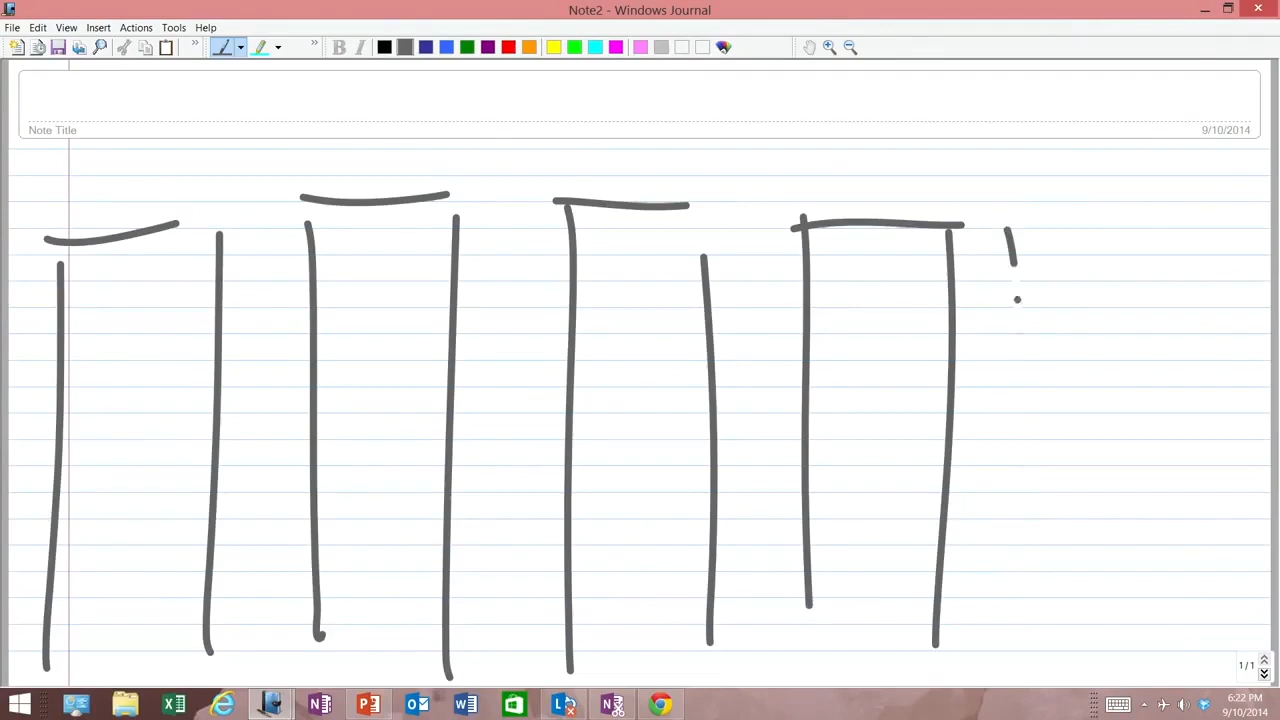 Note2 - Windows Journal
File Edit View Insert Actions Tools Help
B I
Note Title 9/10/2014
1/1
6:22 PM
9/10/2014